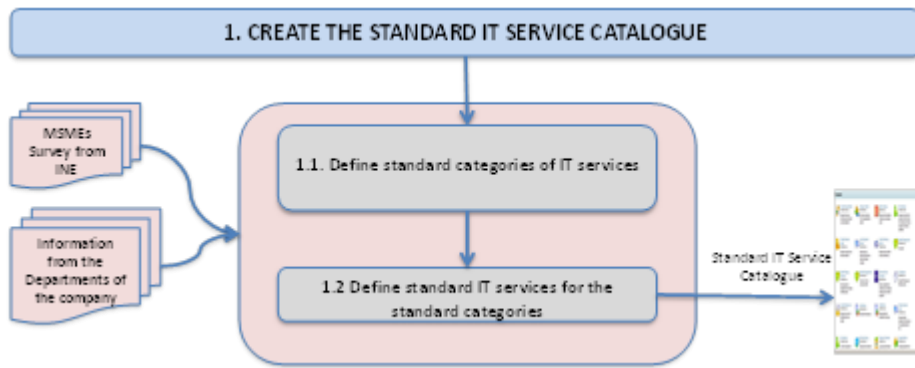 1. CREATE THE STANDARD IT SERVICE CATALOGUE
MSMEs
Survey from
INE
1.1. Define standard categories of IT services
Information
from the
Departments of
the company
1.2 Define standard IT services for the
standard categories
Standard IT Service
Catalogue